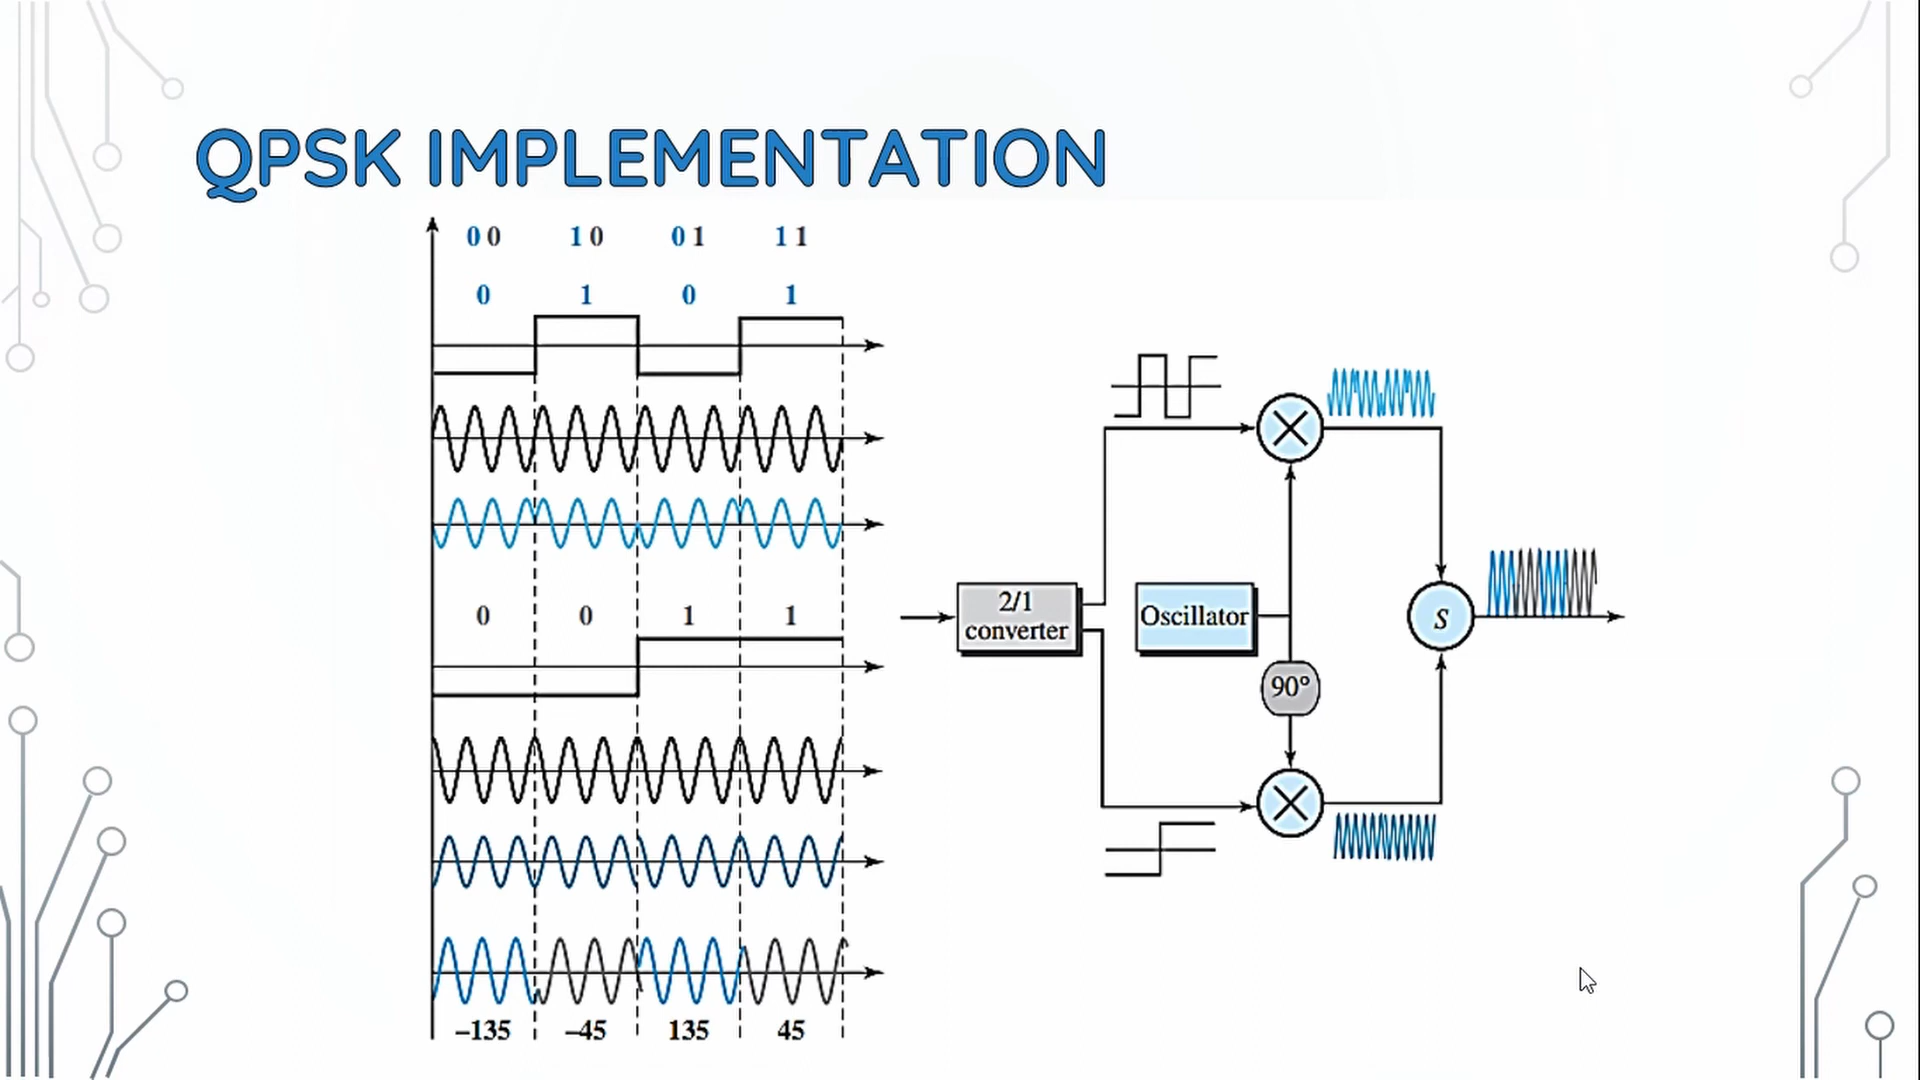 QPSK IMPLEMENTATION
00 10 01 11
0 1 0 1
0 0 1 1
-135 -45 135 45
2/1
converter
Oscillator
90°
S